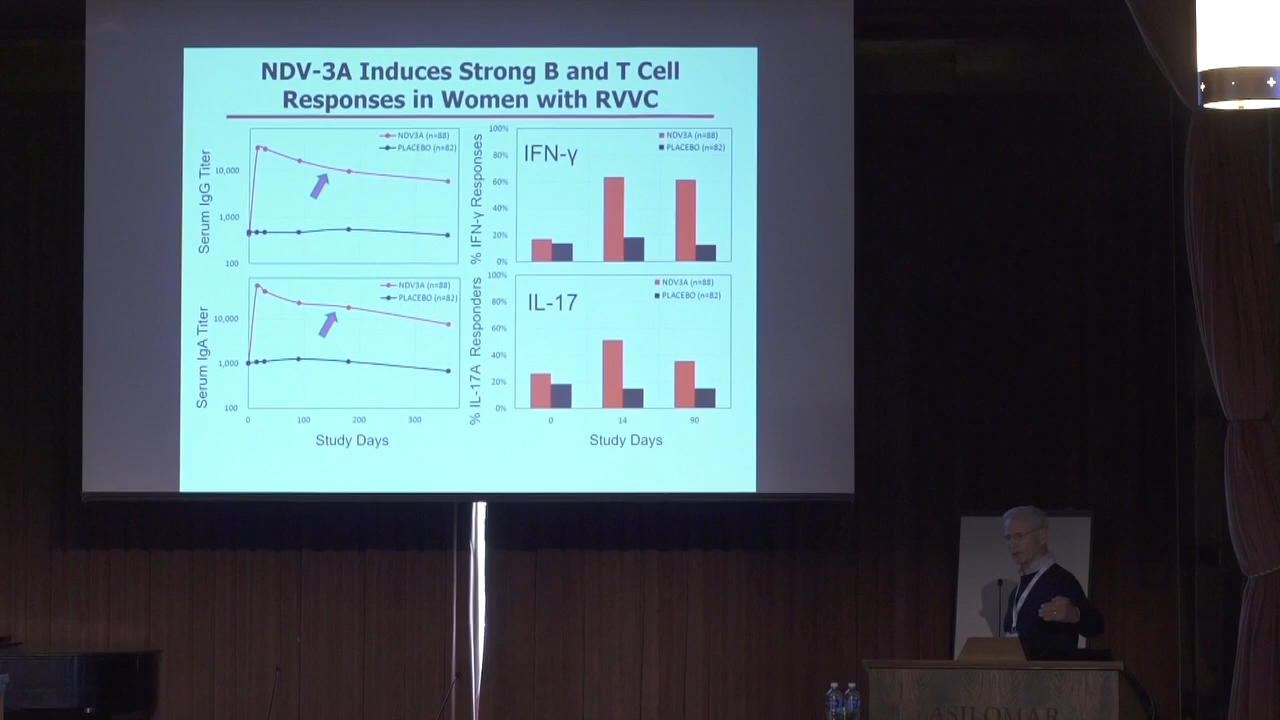 NDV-3A Induces Strong B and T Cell
Responses in Women with RVVC
Serum IgG Titer
10,000
1,000
100
NDV3A (n=88)
PLACEBO (n=82)
% IFN-γ Responses
100%
80%
60%
40%
20%
0%
IFN-γ
NDV3A (n=88)
PLACEBO (n=82)
Serum IgA Titer
10,000
1,000
100
NDV3A (n=88)
PLACEBO (n=82)
0 100 200 300
Study Days
% IL-17A Responders
100%
80%
60%
40%
20%
0%
IL-17
NDV3A (n=88)
PLACEBO (n=82)
0 14 90
Study Days
ASILOMAR